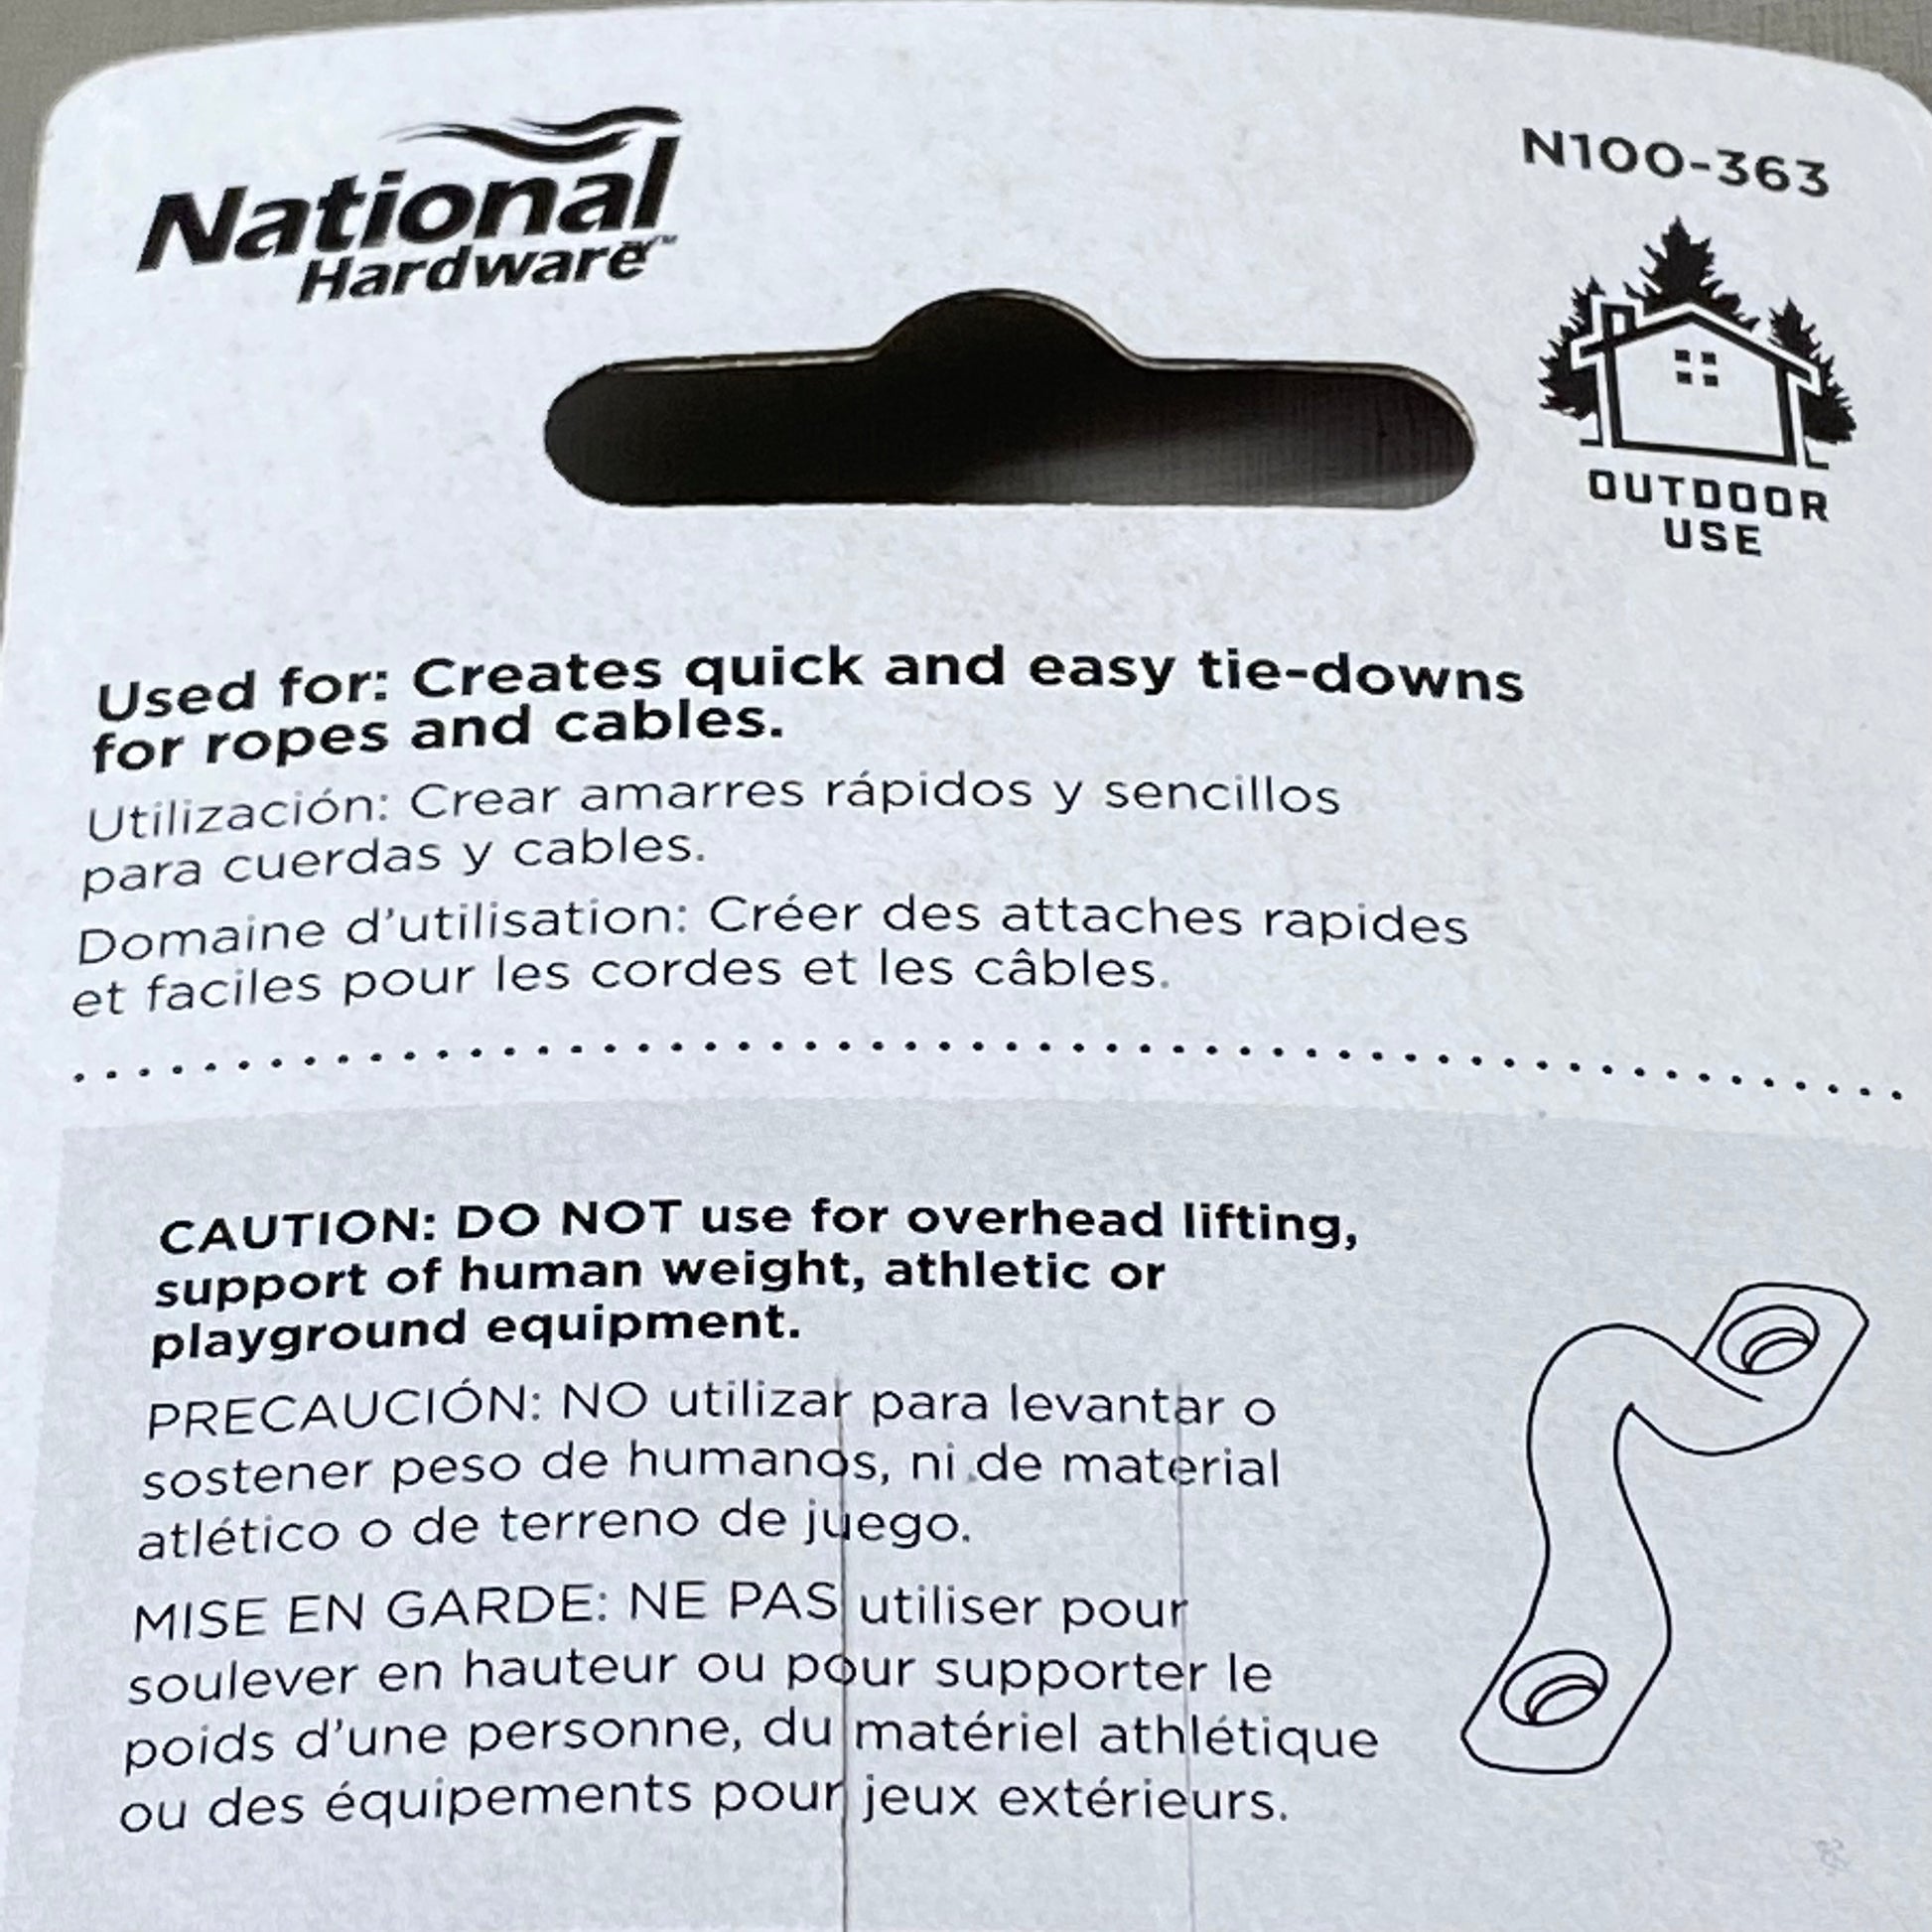 National
Hardware™
N100-363
OUTDOOR
USE
Used for: Creates quick and easy tie-downs
for ropes and cables.
Utilización: Crear amarres rápidos y sencillos
para cuerdas y cables.
Domaine d'utilisation: Créer des attaches rapides
et faciles pour les cordes et les câbles.
CAUTION: DO NOT use for overhead lifting,
support of human weight, athletic or
playground equipment.
PRECAUCIÓN: NO utilizar para levantar o
sostener peso de humanos, ni de material
atlético o de terreno de juego.
MISE EN GARDE: NE PAS utiliser pour
soulever en hauteur ou pour supporter le
poids d'une personne, du matériel athlétique
ou des équipements pour jeux extérieurs.